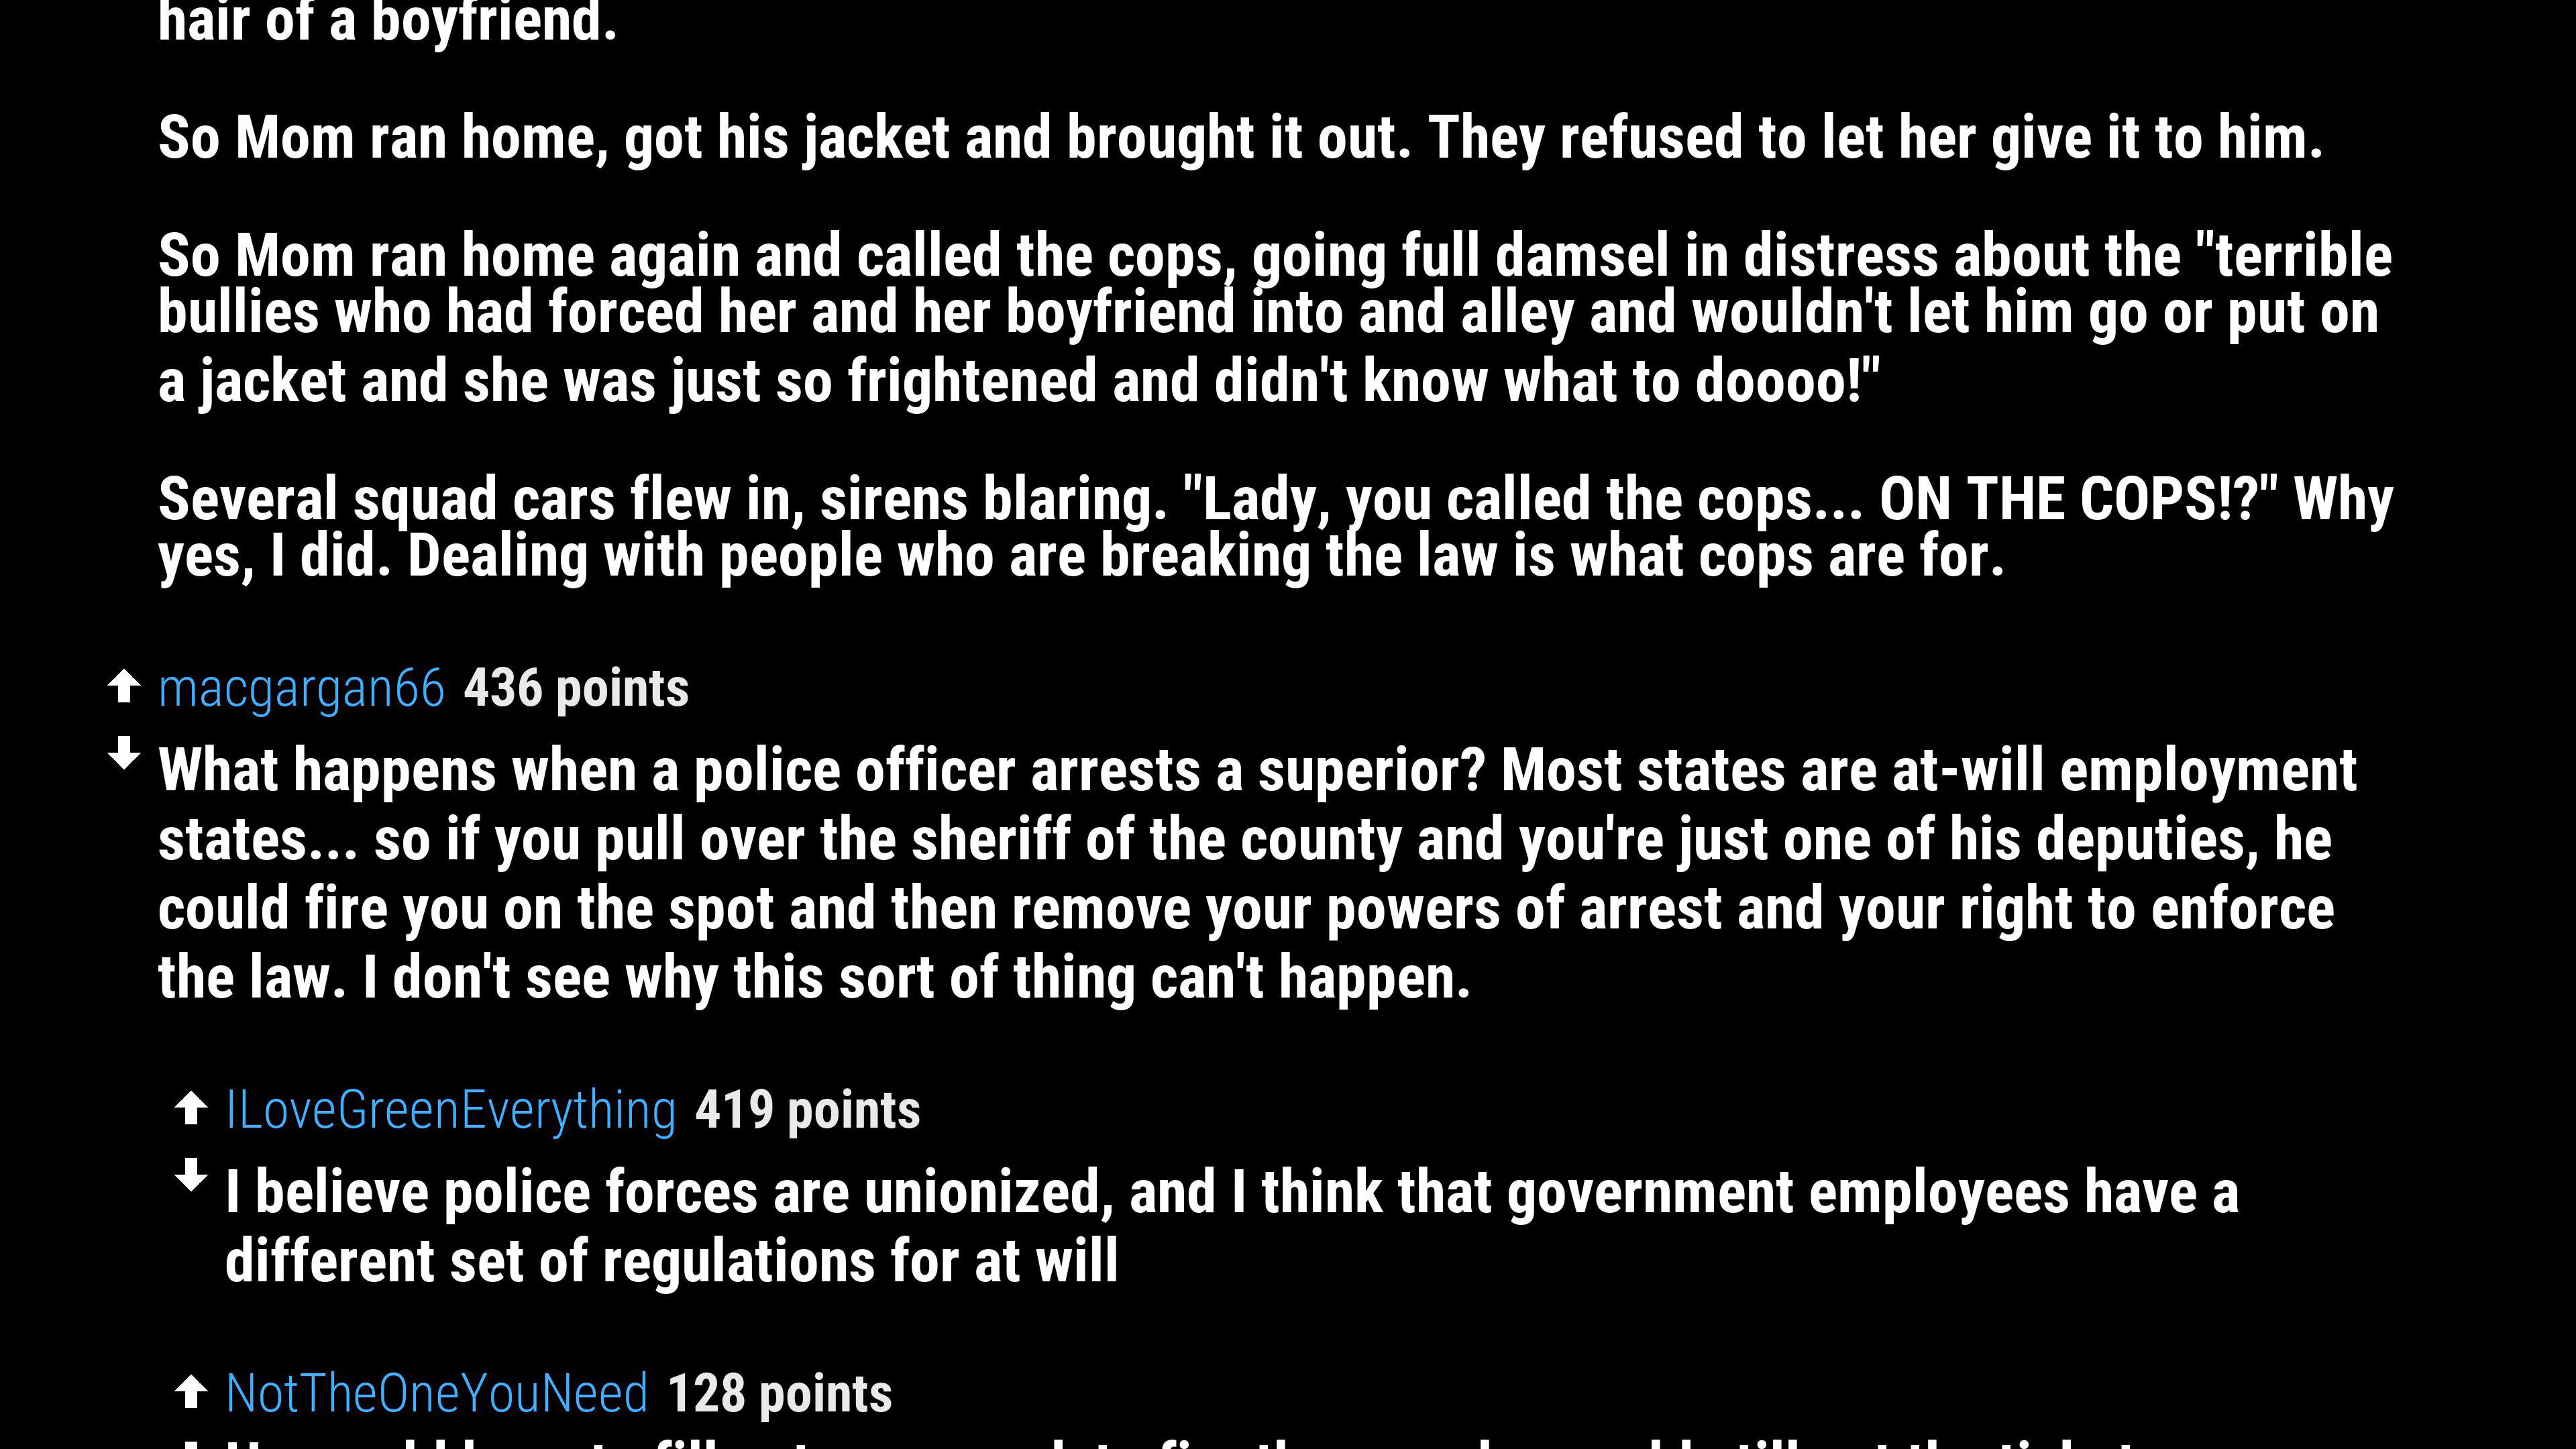 hair of a boyfriend.
So Mom ran home, got his jacket and brought it out. They refused to let her give it to him.
So Mom ran home again and called the cops, going full damsel in distress about the "terrible
bullies who had forced her and her boyfriend into and alley and wouldn't let him go or put on
a jacket and she was just so frightened and didn't know what to doooo!"
Several squad cars flew in, sirens blaring. "Lady, you called the cops... ON THE COPS!?" Why
yes, I did. Dealing with people who are breaking the law is what cops are for.
macgargan66 436 points
What happens when a police officer arrests a superior? Most states are at-will employment
states... so if you pull over the sheriff of the county and you're just one of his deputies, he
could fire you on the spot and then remove your powers of arrest and your right to enforce
the law. I don't see why this sort of thing can't happen.
ILoveGreenEverything 419 points
I believe police forces are unionized, and I think that government employees have a
different set of regulations for at will
NotTheOneYouNeed 128 points